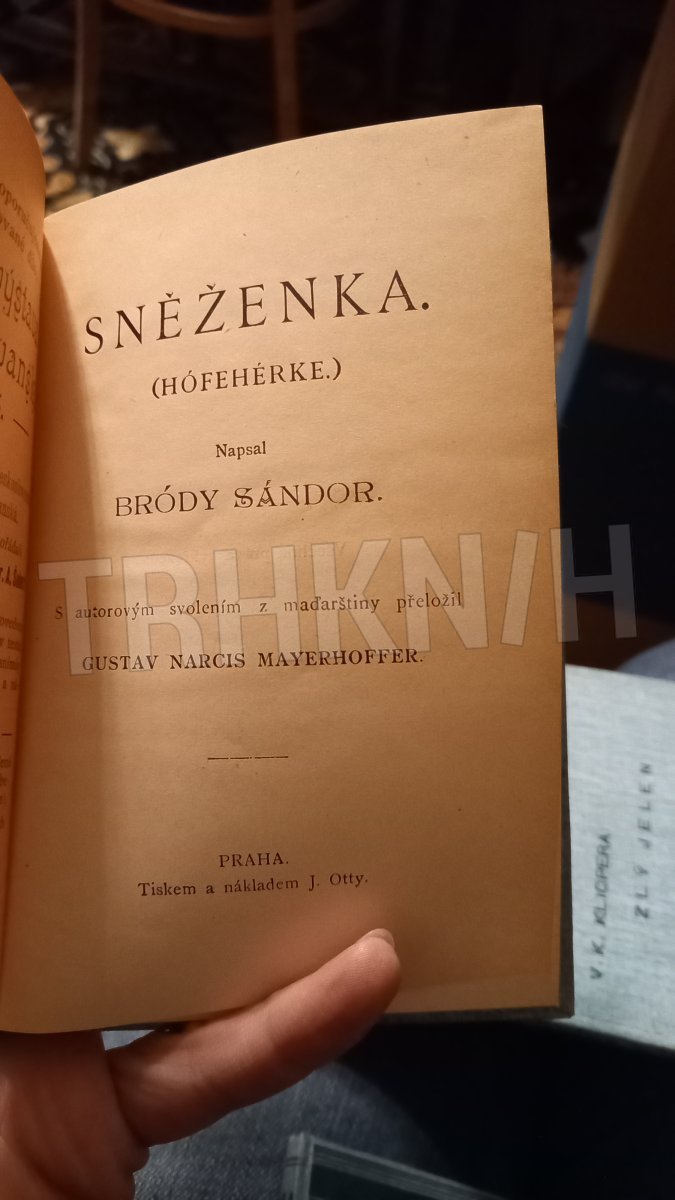 SNĚŽENKA.
(HÓFEHÉRKE.)
Napsal
BRÓDY SÁNDOR.
S autorovým svolením z maďarštiny přeložil
GUSTAV NARCIS MAYERHOFFER.
PRAHA.
Tiskem a nákladem J. Otty.
TRHKNIH
V. K. KLICPERA
ZLÝ JELEN